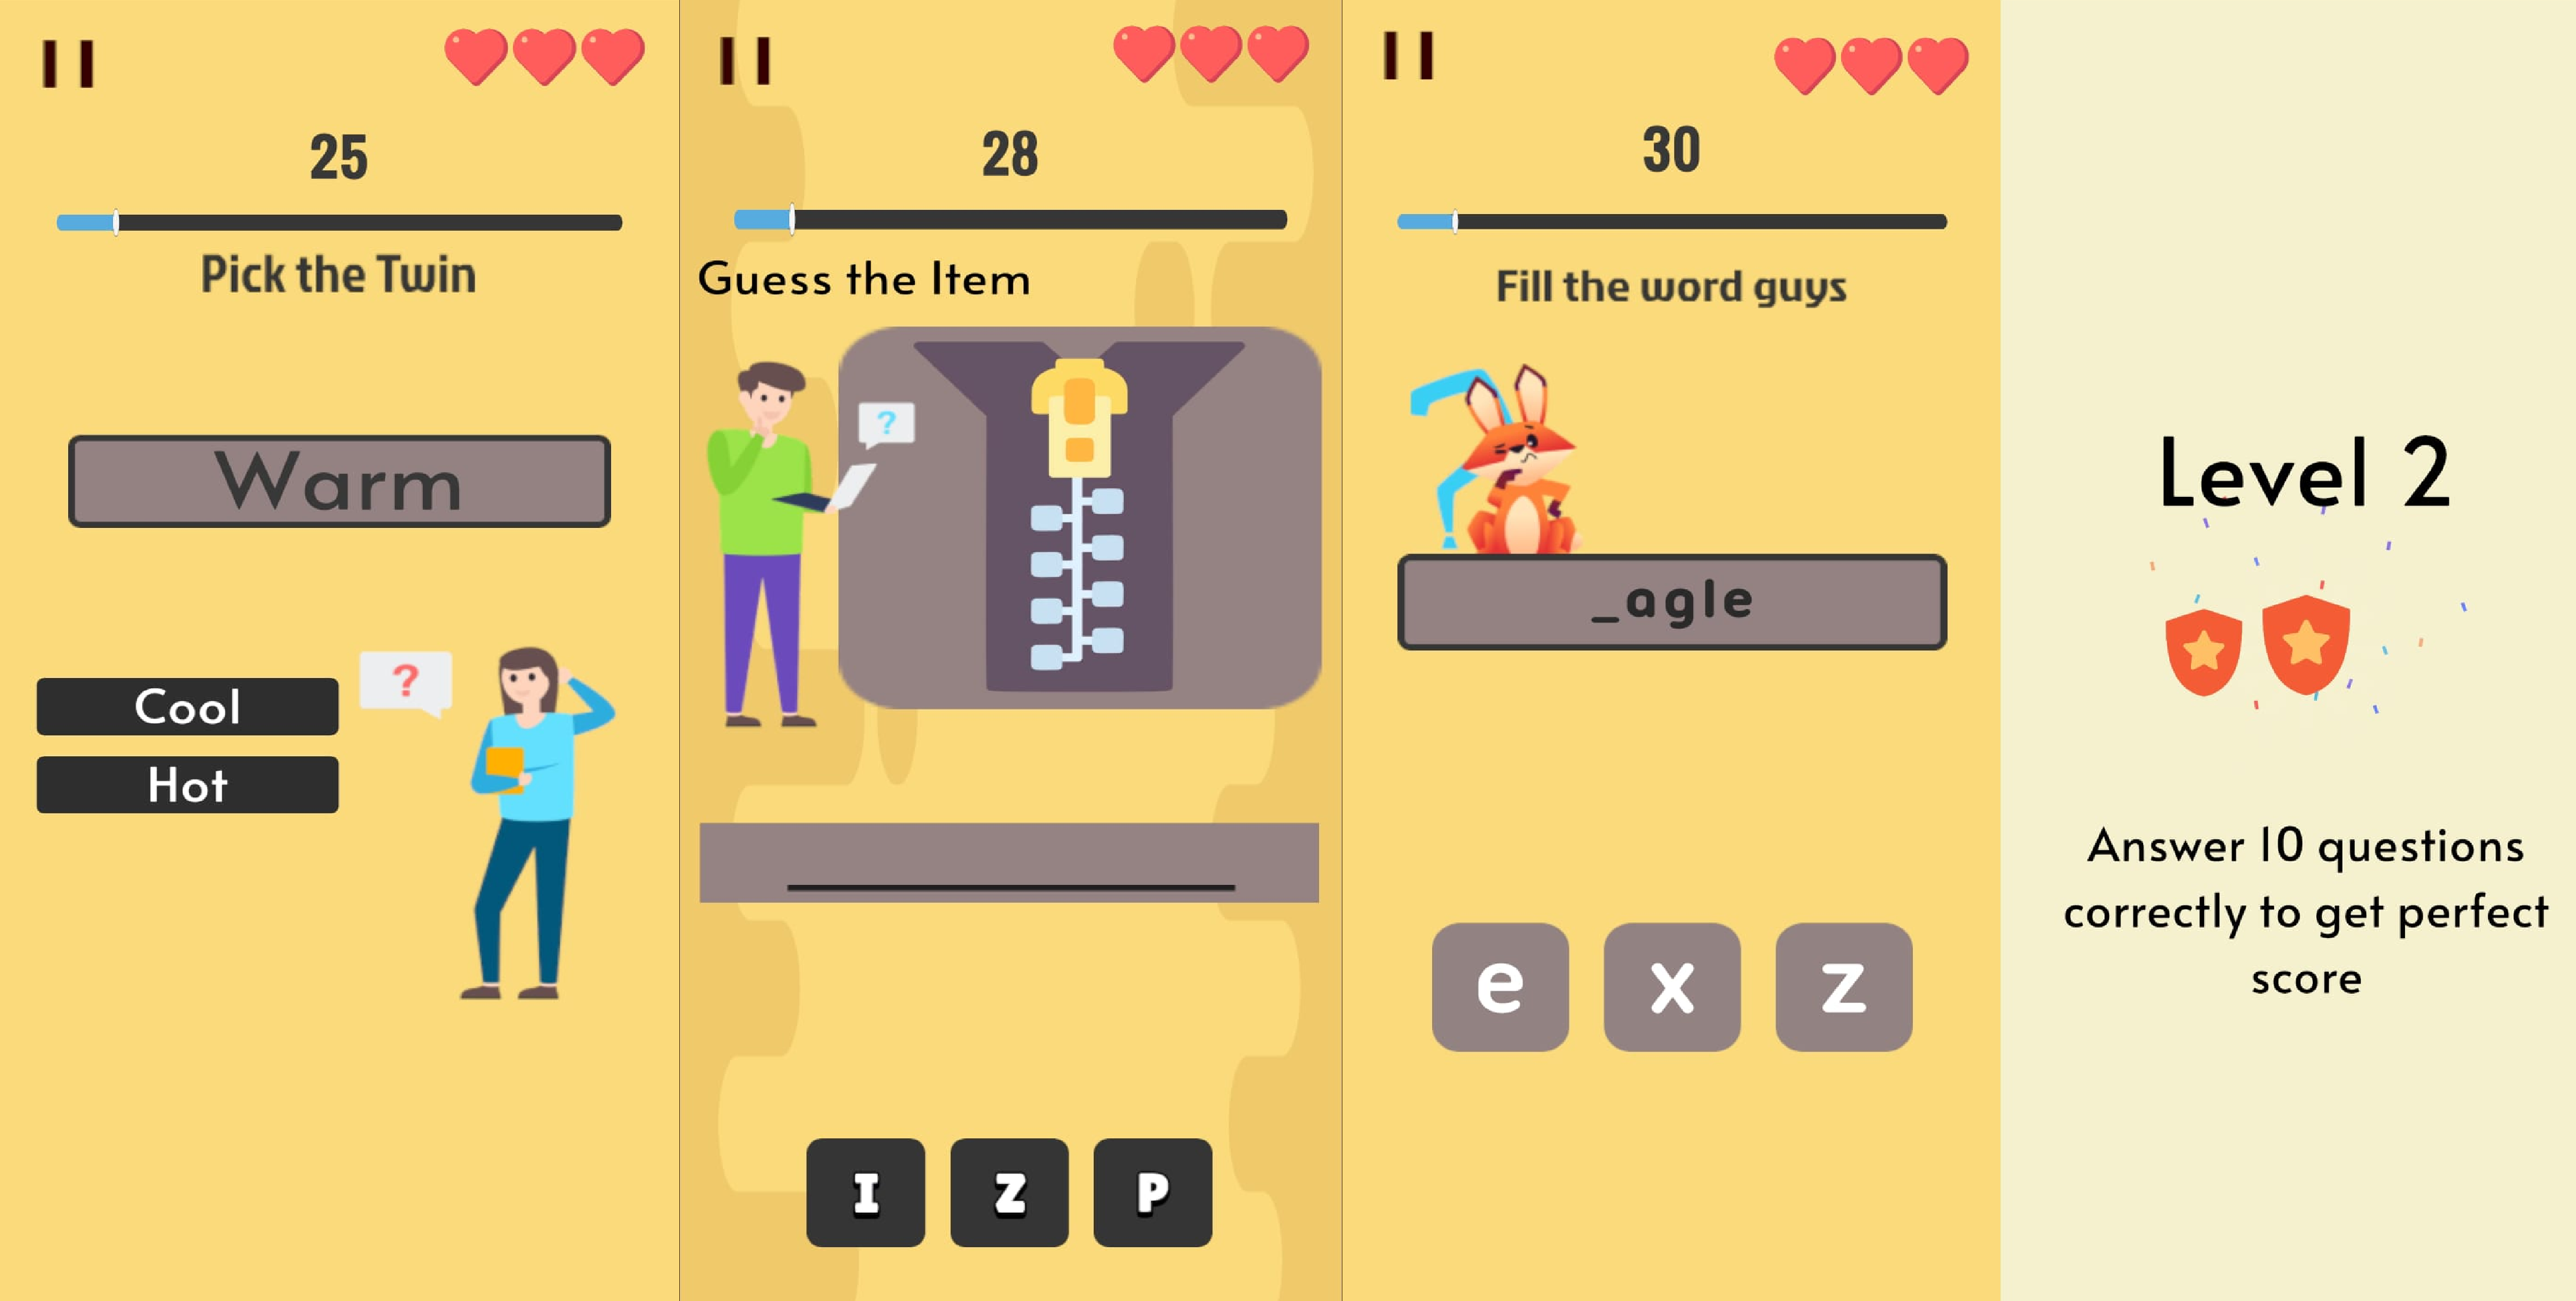 25
Pick the Twin
Warm
?
Cool
Hot
28
Guess the Item
?
I Z P
30
Fill the word guys
?
_agle
e x z
Level 2
Answer 10 questions
correctly to get perfect
score